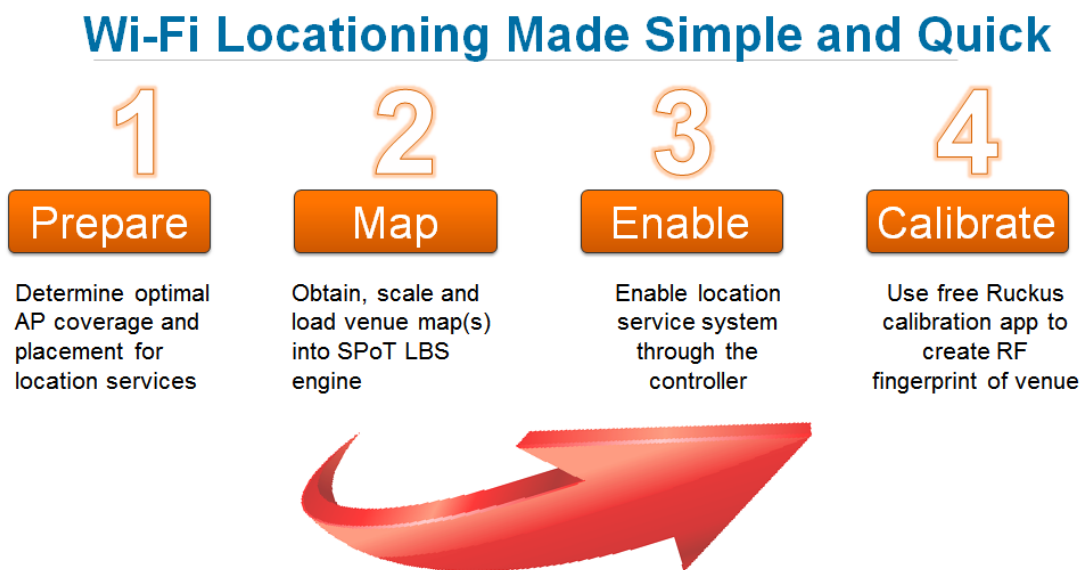 Wi-Fi Locationing Made Simple and Quick
1
Prepare
Determine optimal
AP coverage and
placement for
location services
2
Map
Obtain, scale and
load venue map(s)
into SPoT LBS
engine
3
Enable
Enable location
service system
through the
controller
4
Calibrate
Use free Ruckus
calibration app to
create RF
fingerprint of venue